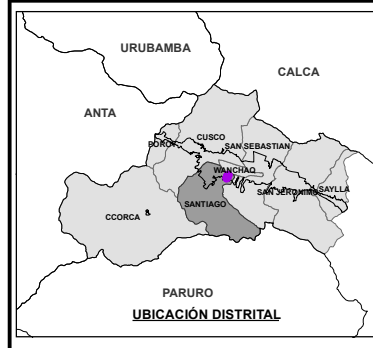 URUBAMBA
CALCA
ANTA
CUSCO
POROY
SAN SEBASTIAN
WANCHAQ
SAN JERONIMO
SAYLLA
SANTIAGO
CCORCA
PARURO
UBICACIÓN DISTRITAL